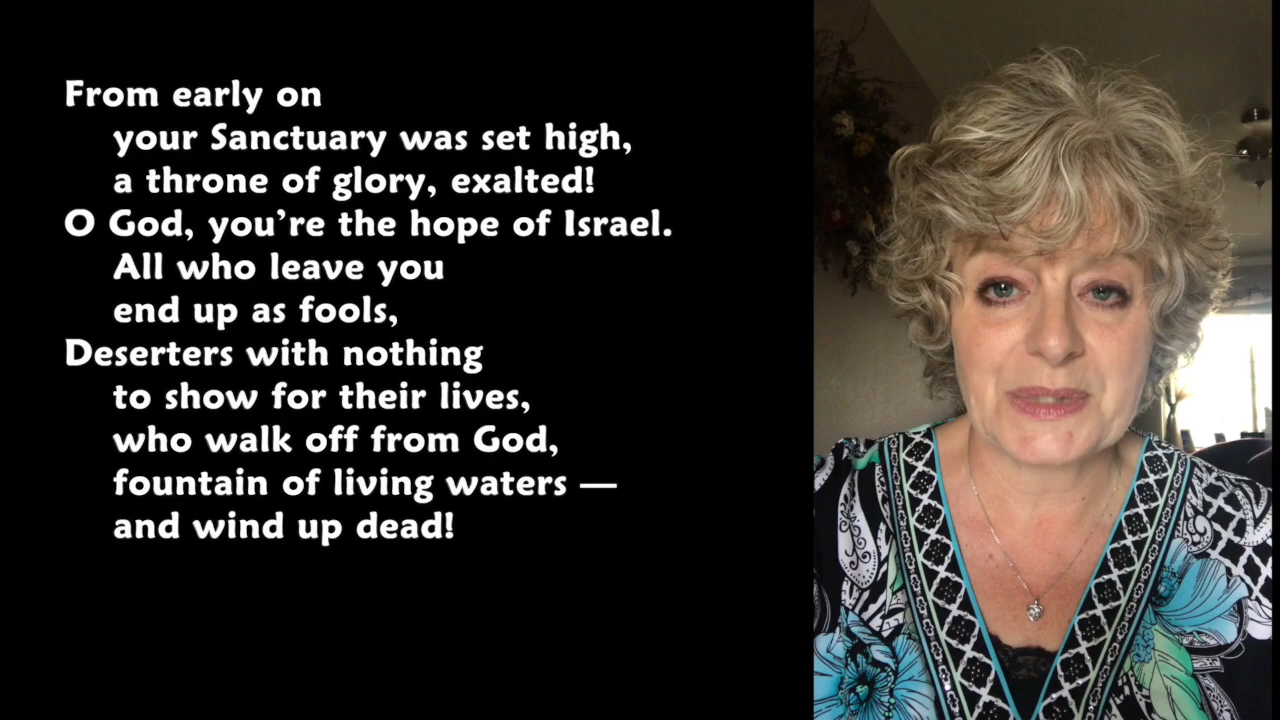 From early on
your Sanctuary was set high,
a throne of glory, exalted!
O God, you’re the hope of Israel.
All who leave you
end up as fools,
Deserters with nothing
to show for their lives,
who walk off from God,
fountain of living waters —
and wind up dead!